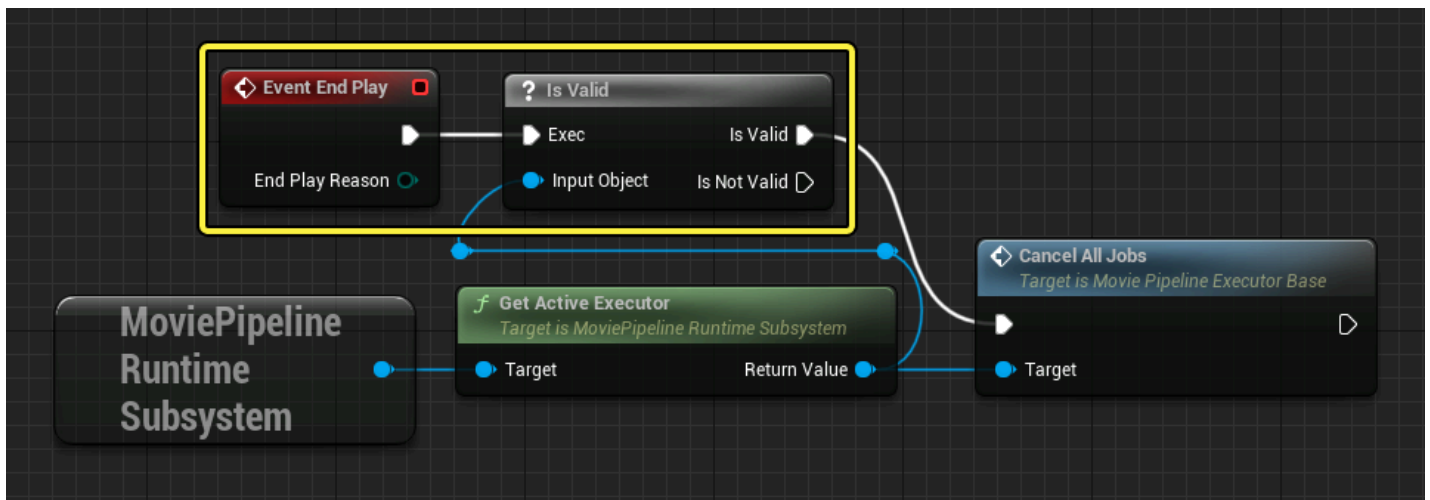 Event End Play
End Play Reason
? Is Valid
Exec Is Valid
Input Object Is Not Valid
MoviePipeline
Runtime
Subsystem
f Get Active Executor
Target is MoviePipeline Runtime Subsystem
Target Return Value
Cancel All Jobs
Target is Movie Pipeline Executor Base
Target